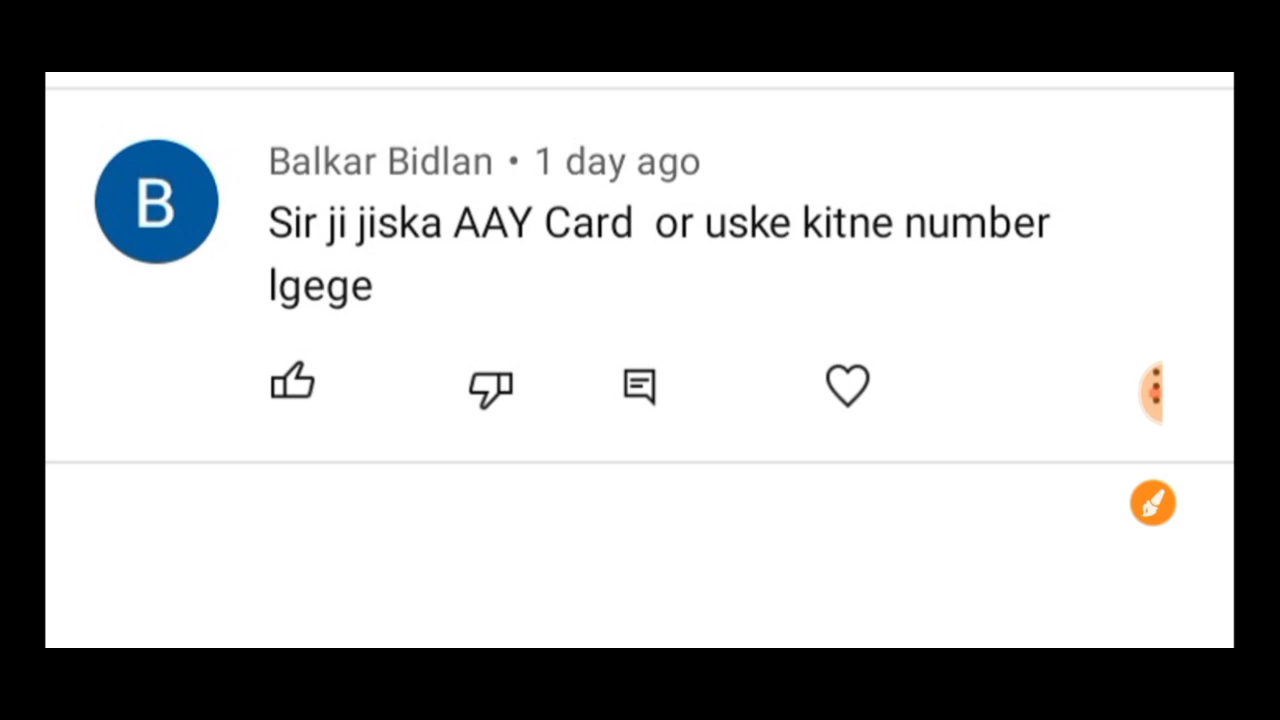 B
Balkar Bidlan • 1 day ago
Sir ji jiska AAY Card  or uske kitne number
lgege